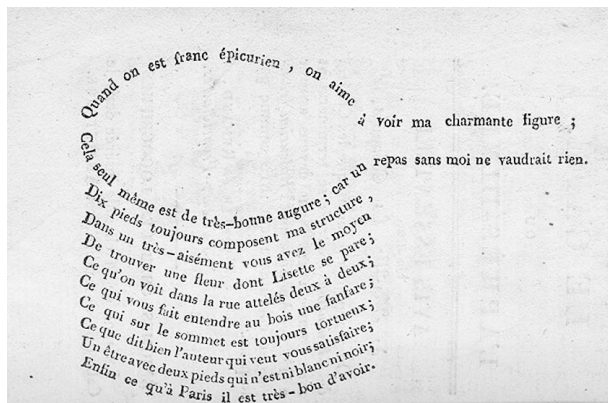 Quand on est franc épicurien, on aime à voir ma charmante figure ;
Cela seul même est de très-bonne augure ; car un repas sans moi ne vaudrait rien.
Dix pieds toujours composent ma structure,
Dans un très-aisément vous avez le moyen
De trouver une fleur dont Lisette se pare ;
Ce qu'on voit dans la rue attelés deux à deux ;
Ce qui vous fait entendre au bois une fanfare ;
Ce qui sur le sommet est toujours tortueux ;
Ce que dit bien l'auteur qui veut vous satisfaire ;
Un être avec deux pieds qui n'est ni blanc ni noir ;
Enfin ce qu'à Paris il est très-bon d'avoir.